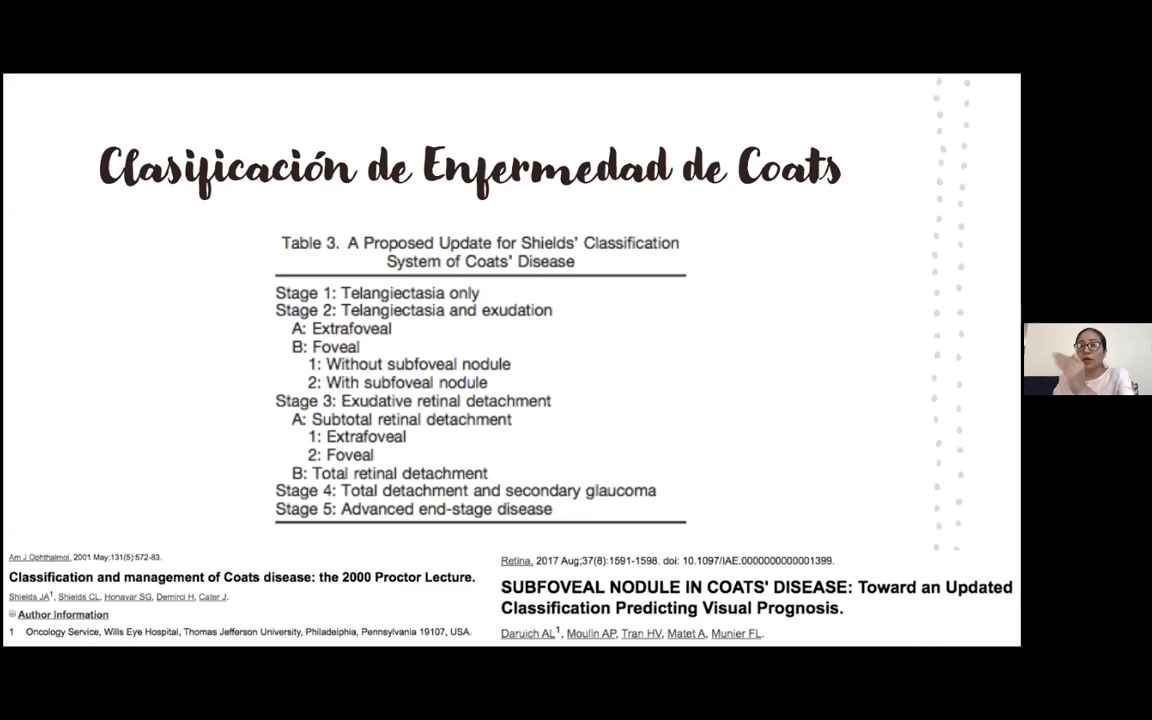 Clasificación de Enfermedad de Coats
Table 3. A Proposed Update for Shields' Classification
System of Coats' Disease
Stage 1: Telangiectasia only
Stage 2: Telangiectasia and exudation
A: Extrafoveal
B: Foveal
1: Without subfoveal nodule
2: With subfoveal nodule
Stage 3: Exudative retinal detachment
A: Subtotal retinal detachment
1: Extrafoveal
2: Foveal
B: Total retinal detachment
Stage 4: Total detachment and secondary glaucoma
Stage 5: Advanced end-stage disease
Am J Ophthalmol. 2001 May;131(5):572-83.
Classification and management of Coats disease: the 2000 Proctor Lecture.
Shields JA1, Shields CL, Honavar SG, Demirci H, Cater J.
Author information
1 Oncology Service, Wills Eye Hospital, Thomas Jefferson University, Philadelphia, Pennsylvania 19107, USA.
Retina. 2017 Aug;37(8):1591-1598. doi: 10.1097/IAE.0000000000001399.
SUBFOVEAL NODULE IN COATS' DISEASE: Toward an Updated
Classification Predicting Visual Prognosis.
Daruich AL1, Moulin AP, Tran HV, Matet A, Munier FL.